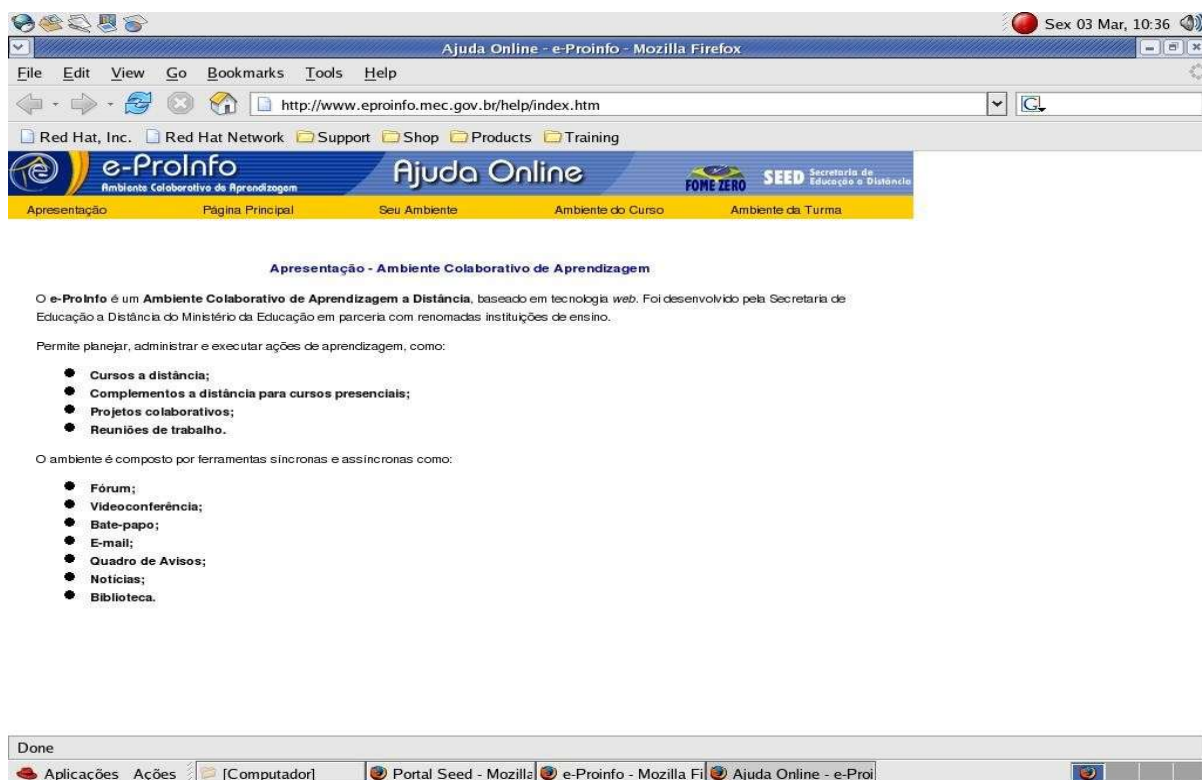 Sex 03 Mar, 10:36
Ajuda Online - e-Proinfo - Mozilla Firefox
File Edit View Go Bookmarks Tools Help
http://www.eproinfo.mec.gov.br/help/index.htm
G
Red Hat, Inc. Red Hat Network Support Shop Products Training
e-ProInfo
Ambiente Colaborativo de Aprendizagem
Ajuda Online
FOME ZERO
SEED Secretaria de Educação a Distância
Apresentação Página Principal Seu Ambiente Ambiente do Curso Ambiente da Turma
Apresentação - Ambiente Colaborativo de Aprendizagem
O e-ProInfo é um Ambiente Colaborativo de Aprendizagem a Distância, baseado em tecnologia web. Foi desenvolvido pela Secretaria de
Educação a Distância do Ministério da Educação em parceria com renomadas instituições de ensino.
Permite planejar, administrar e executar ações de aprendizagem, como:
Cursos a distância;
Complementos a distância para cursos presenciais;
Projetos colaborativos;
Reuniões de trabalho.
O ambiente é composto por ferramentas síncronas e assíncronas como:
Fórum;
Videoconferência;
Bate-papo;
E-mail;
Quadro de Avisos;
Notícias;
Biblioteca.
Done
Aplicações Ações [Computador] Portal Seed - Mozilla e-Proinfo - Mozilla Fi Ajuda Online - e-Proi